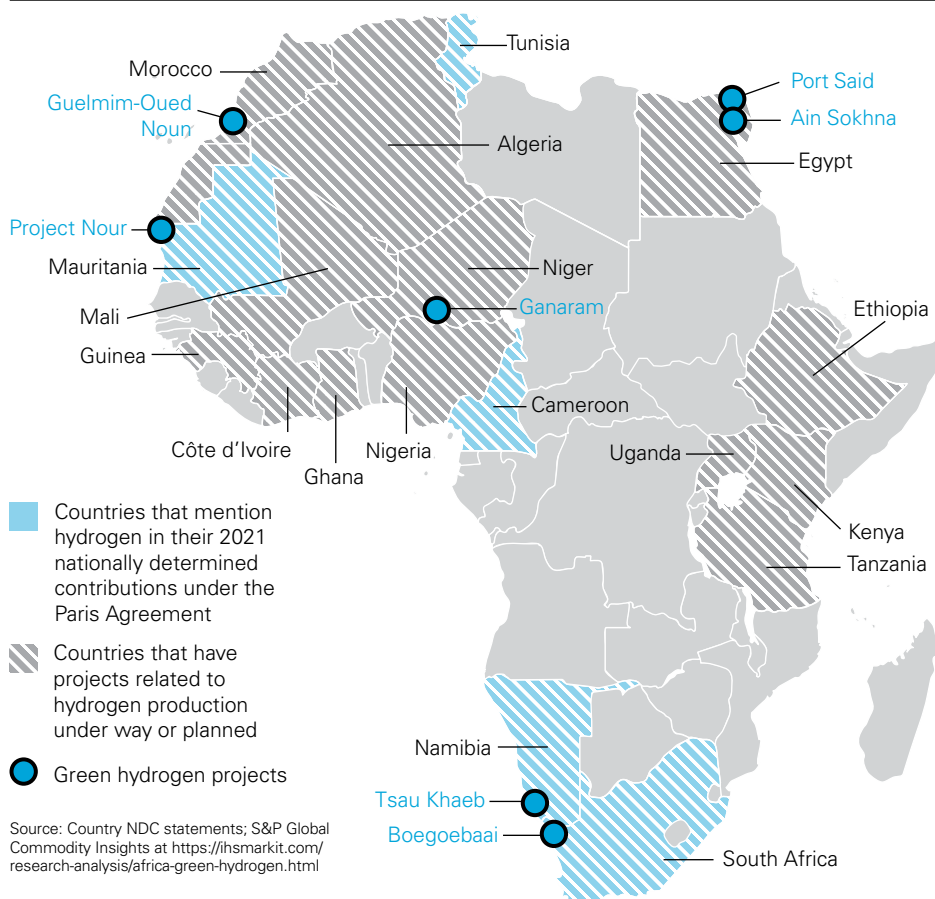 Tunisia
Morocco
Port Said
Guelmim-Oued
Noun
Ain Sokhna
Algeria
Egypt
Project Nour
Mauritania
Niger
Mali
Ganaram
Ethiopia
Guinea
Cameroon
Côte d’Ivoire
Nigeria
Uganda
Ghana
Countries that mention
hydrogen in their 2021
nationally determined
contributions under the
Paris Agreement
Kenya
Tanzania
Countries that have
projects related to
hydrogen production
under way or planned
Namibia
Green hydrogen projects
Tsau Khaeb
Boegoebaai
Source: Country NDC statements; S&P Global
Commodity Insights at https://ihsmarkit.com/
research-analysis/africa-green-hydrogen.html
South Africa